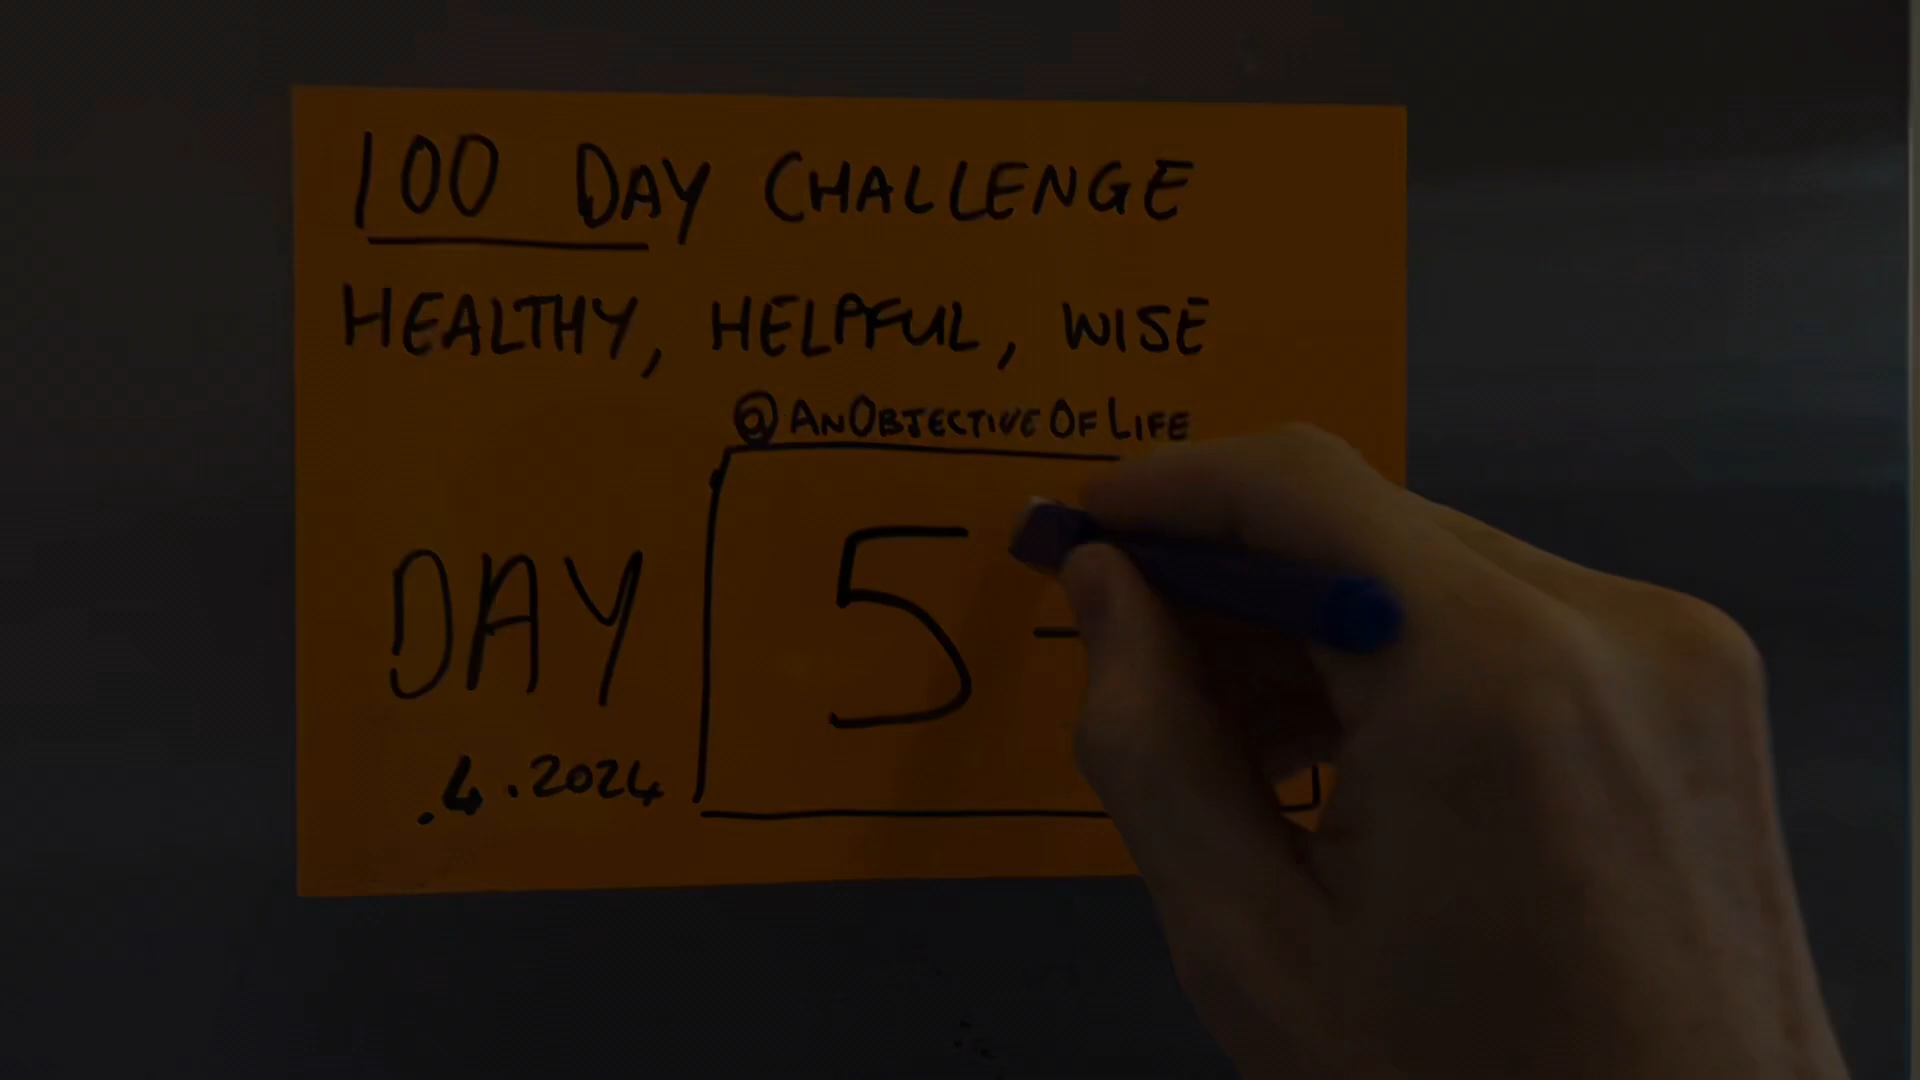 100 DAY CHALLENGE
HEALTHY, HELPFUL, WISE
@ANOBJECTIVEOFLIFE
DAY 5-
.4.2024